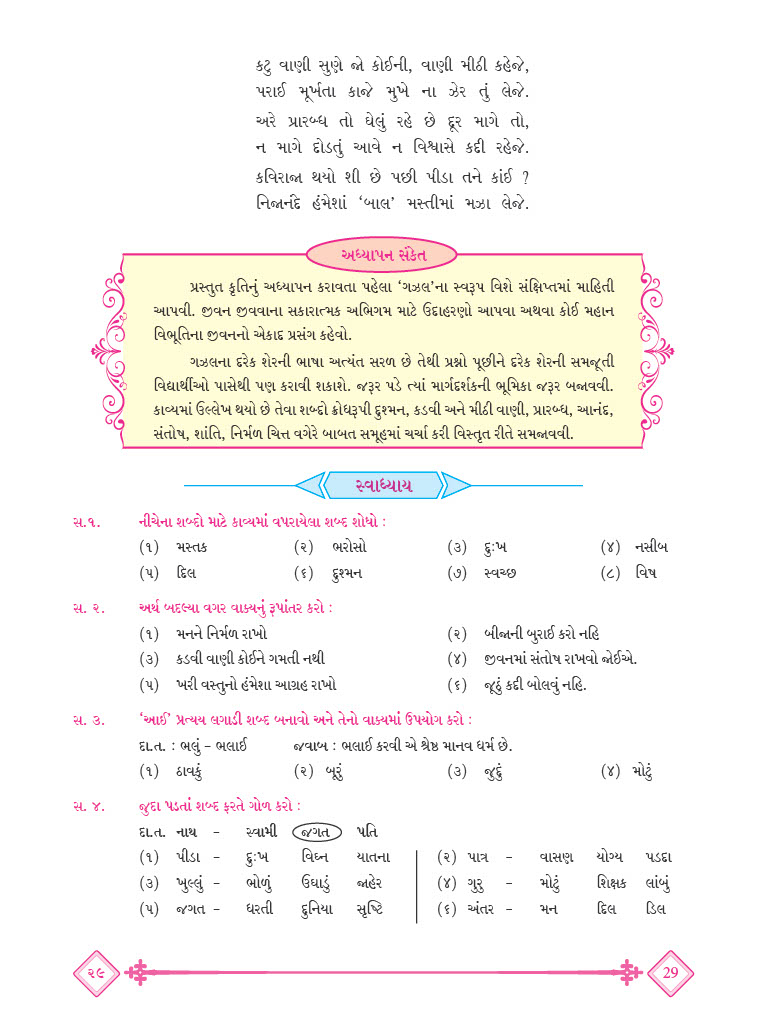 કટુ વાણી સુણે જો કોઈની, વાણી મીઠી કહેજે,
પરાઈ મૂર્ખતા કાજે મુખે ના ઝેર તું લેજે.
અરે પ્રારબ્ધ તો ઘેલું રહે છે દૂર માગે તો,
ન માગે દોડતું આવે ન વિશ્વાસે કદી રહેજે.
કવિરાજા થયો શી છે પછી પીડા તને કાંઈ ?
નિજાનંદે હંમેશાં ‘બાલ’ મસ્તીમાં મઝા લેજે.
અધ્યાપન સંકેત
પ્રસ્તુત કૃતિનું અધ્યાપન કરાવતા પહેલા ‘ગઝલ’ના સ્વરૂપ વિશે સંક્ષિપ્તમાં માહિતી
આપવી. જીવન જીવવાના સકારાત્મક અભિગમ માટે ઉદાહરણો આપવા અથવા કોઈ મહાન
વિભૂતિના જીવનનો એકાદ પ્રસંગ કહેવો.
ગઝલના દરેક શેરની ભાષા અત્યંત સરળ છે તેથી પ્રશ્નો પૂછીને દરેક શેરની સમજૂતી
વિદ્યાર્થીઓ પાસેથી પણ કરાવી શકાશે. જરૂર પડે ત્યાં માર્ગદર્શકની ભૂમિકા જરૂર બજાવવી.
કાવ્યમાં ઉલ્લેખ થયો છે તેવા શબ્દો ક્રોધરૂપી દુશ્મન, કડવી અને મીઠી વાણી, પ્રારબ્ધ, આનંદ,
સંતોષ, શાંતિ, નિર્મળ ચિત્ત વગેરે બાબત સમૂહમાં ચર્ચા કરી વિસ્તૃત રીતે સમજાવવી.
સ્વાધ્યાય
સ.૧. નીચેના શબ્દો માટે કાવ્યમાં વપરાયેલા શબ્દ શોધો :
(૧) મસ્તક (૨) ભરોસો (૩) દુઃખ (૪) નસીબ
(૫) દિલ (૬) દુશ્મન (૭) સ્વચ્છ (૮) વિષ
સ. ૨. અર્થ બદલ્યા વગર વાક્યનું રૂપાંતર કરો :
(૧) મનને નિર્મળ રાખો (૨) બીજાની બુરાઈ કરો નહિ
(૩) કડવી વાણી કોઈને ગમતી નથી (૪) જીવનમાં સંતોષ રાખવો જોઈએ.
(૫) ખરી વસ્તુનો હંમેશા આગ્રહ રાખો (૬) જૂઠું કદી બોલવું નહિ.
સ. ૩. ‘આઈ’ પ્રત્યય લગાડી શબ્દ બનાવો અને તેનો વાક્યમાં ઉપયોગ કરો :
દા.ત. : ભલું – ભલાઈ જવાબ : ભલાઈ કરવી એ શ્રેષ્ઠ માનવ ધર્મ છે.
(૧) ઠાવકું (૨) બૂરું (૩) જુદું (૪) મોટું
સ. ૪. જુદા પડતાં શબ્દ ફરતે ગોળ કરો :
દા.ત. નાથ – સ્વામી જગત પતિ
(૧) પીડા – દુઃખ વિઘ્ન યાતના (૨) પાત્ર – વાસણ યોગ્ય પડદા
(૩) ખુલ્લું – ભોળું ઉઘાડું જાહેર (૪) ગુરુ – મોટું શિક્ષક લાંબું
(૫) જગત – ધરતી દુનિયા સૃષ્ટિ (૬) અંતર – મન દિલ ડિલ
૨૯ 29